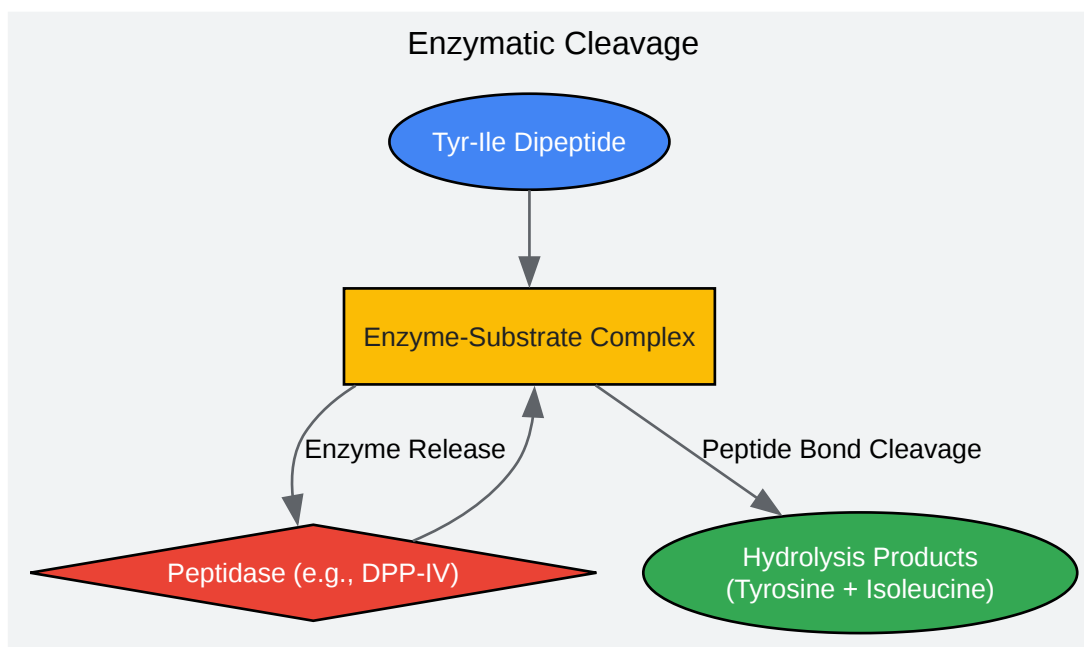 Enzymatic Cleavage
Tyr-Ile Dipeptide
Enzyme-Substrate Complex
Enzyme Release
Peptide Bond Cleavage
Peptidase (e.g., DPP-IV)
Hydrolysis Products
(Tyrosine + Isoleucine)